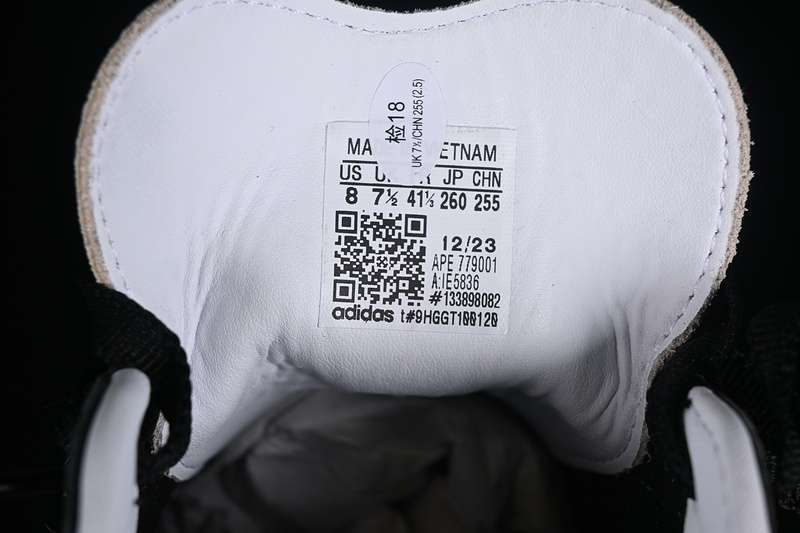 检18
UK 7½/CHN 255(2.5)
MA ETNAM
US U R JP CHN
8 7½ 41⅓ 260 255
12/23
APE 779001
A:IE5836
#133898082
adidas t#9HGGT100120